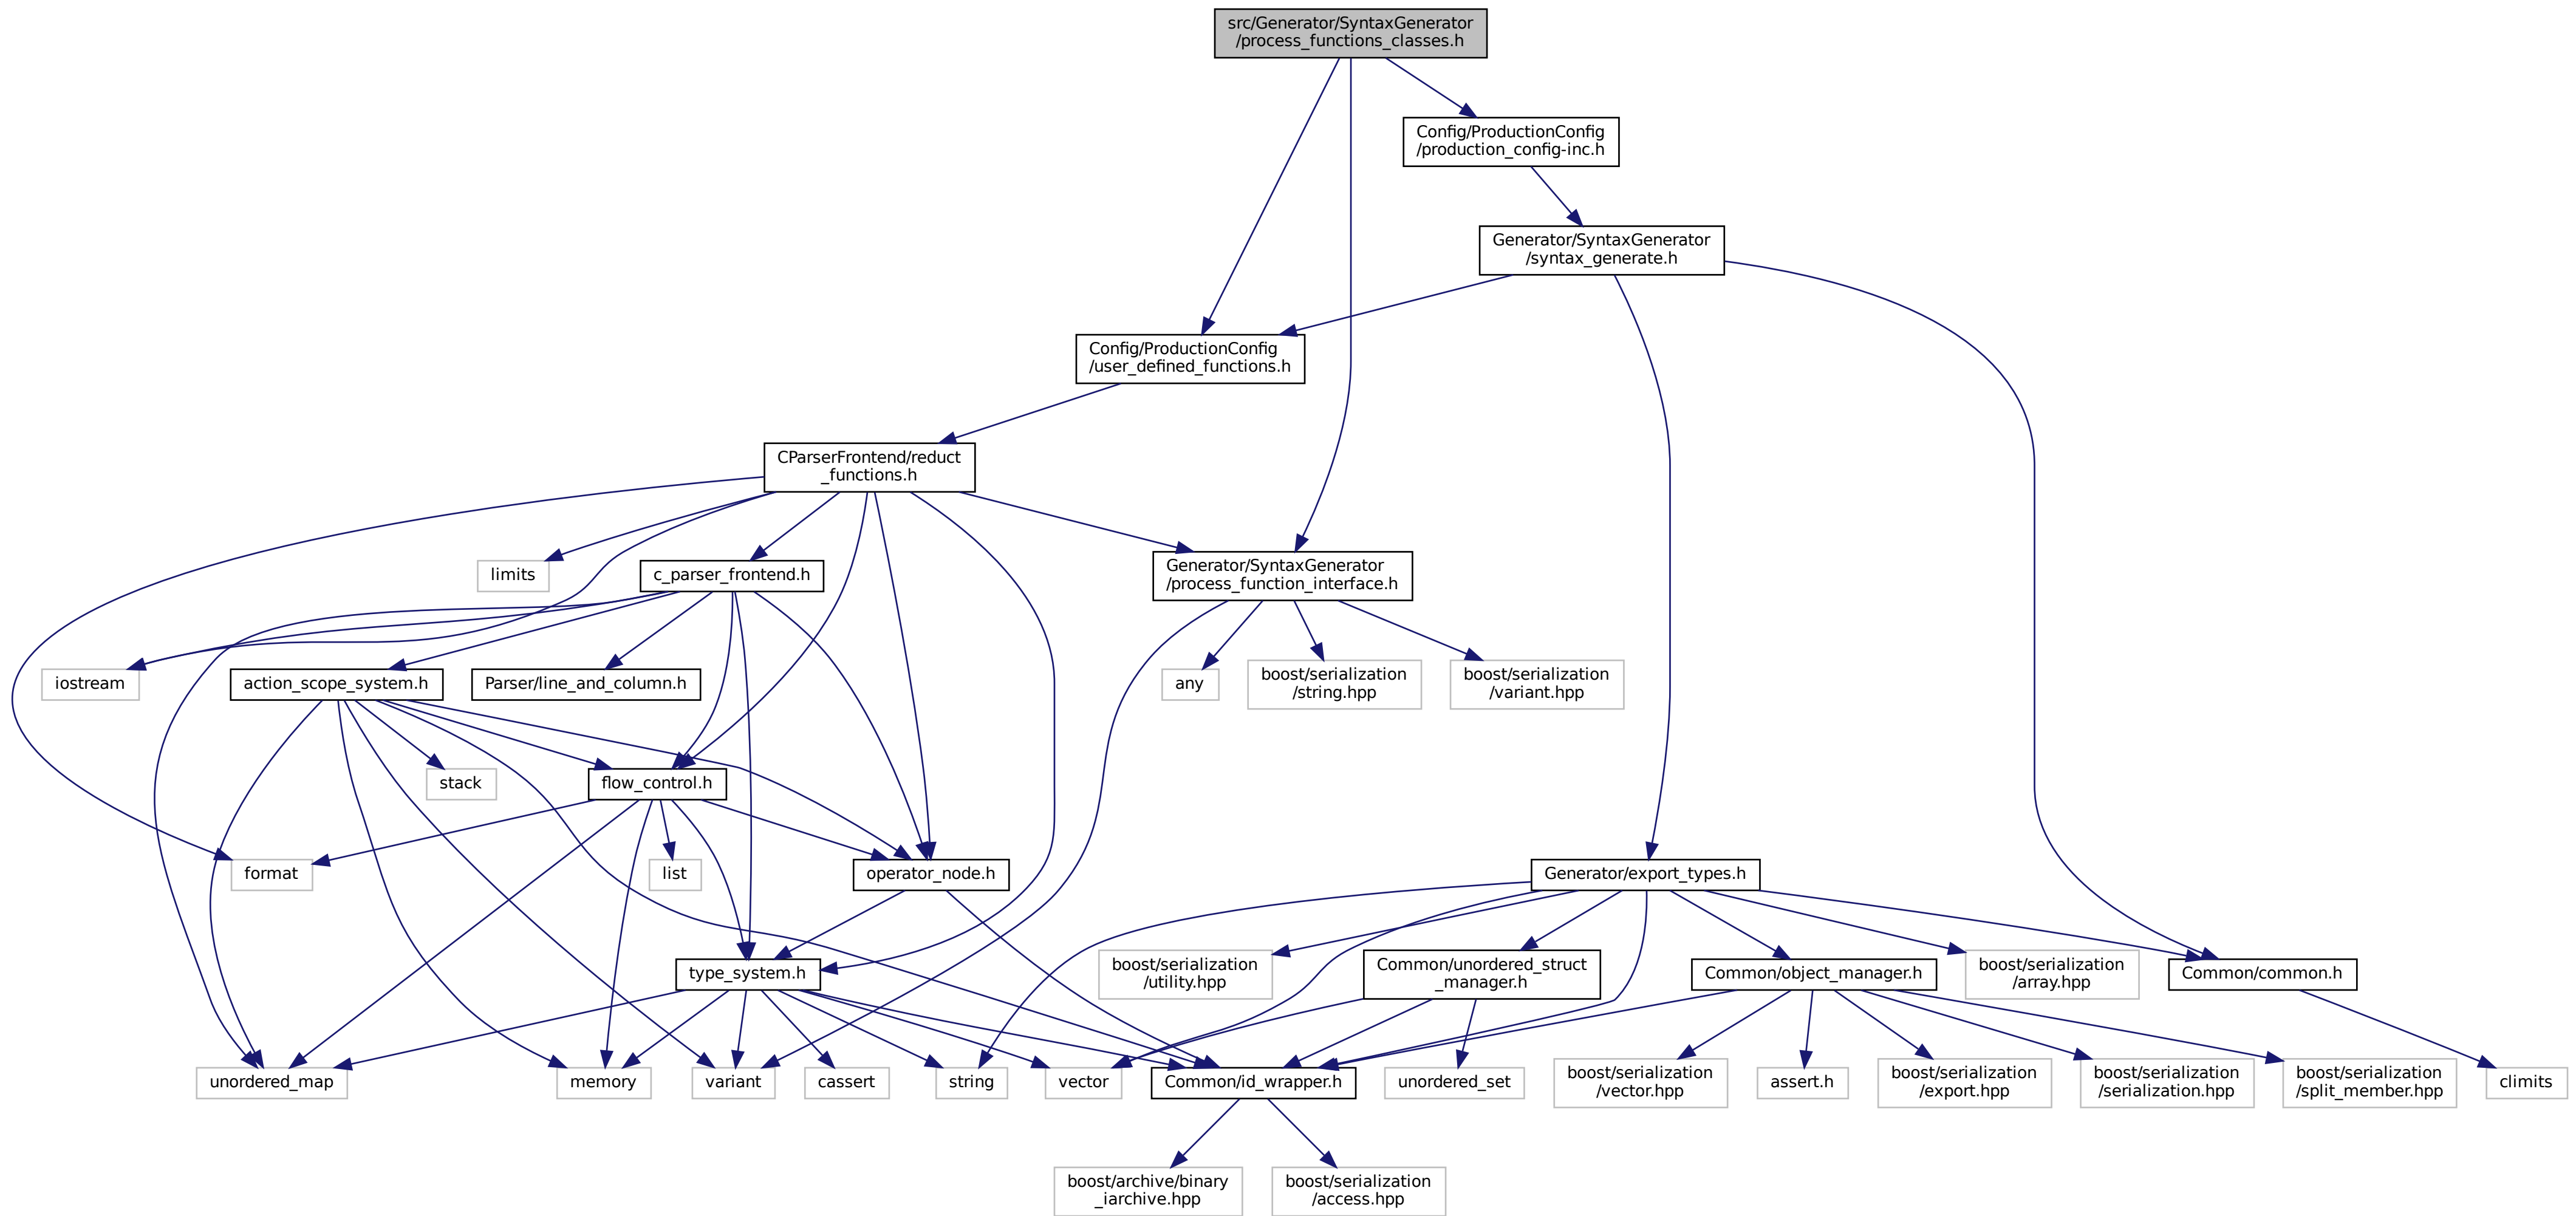 src/Generator/SyntaxGenerator
/process_functions_classes.h
Config/ProductionConfig
/production_config-inc.h
Generator/SyntaxGenerator
/syntax_generate.h
Config/ProductionConfig
/user_defined_functions.h
CParserFrontend/reduct
_functions.h
limits
c_parser_frontend.h
Generator/SyntaxGenerator
/process_function_interface.h
iostream
action_scope_system.h
Parser/line_and_column.h
any
boost/serialization
/string.hpp
boost/serialization
/variant.hpp
stack
flow_control.h
format
list
operator_node.h
Generator/export_types.h
type_system.h
boost/serialization
/utility.hpp
Common/unordered_struct
_manager.h
Common/object_manager.h
boost/serialization
/array.hpp
Common/common.h
unordered_map
memory
variant
cassert
string
vector
Common/id_wrapper.h
unordered_set
boost/serialization
/vector.hpp
assert.h
boost/serialization
/export.hpp
boost/serialization
/serialization.hpp
boost/serialization
/split_member.hpp
climits
boost/archive/binary
_iarchive.hpp
boost/serialization
/access.hpp